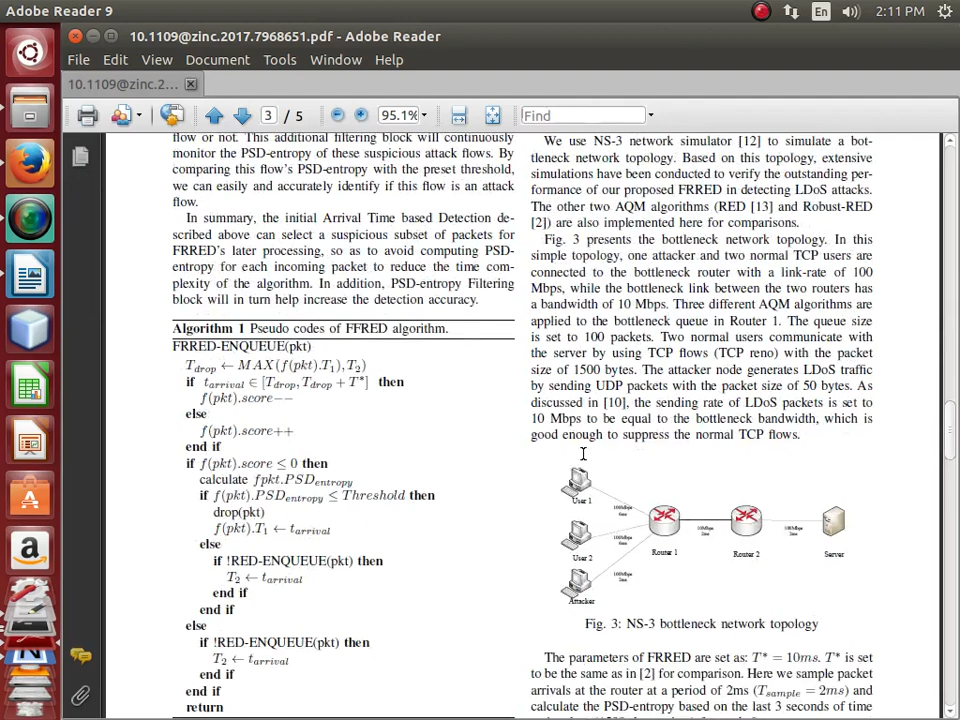 Adobe Reader 9
En
2:11 PM
10.1109@zinc.2017.7968651.pdf - Adobe Reader
File Edit View Document Tools Window Help
10.1109@zinc.2...
3 / 5
95.1%
Find
flow or not. This additional filtering block will continuously
monitor the PSD-entropy of these suspicious attack flows. By
comparing this flow's PSD-entropy with the preset threshold,
we can easily and accurately identify if this flow is an attack
flow.
In summary, the initial Arrival Time based Detection de-
scribed above can select a suspicious subset of packets for
FRRED's later processing, so as to avoid computing PSD-
entropy for each incoming packet to reduce the time com-
plexity of the algorithm. In addition, PSD-entropy Filtering
block will in turn help increase the detection accuracy.
Algorithm 1 Pseudo codes of FFRED algorithm.
FRRED-ENQUEUE(pkt)
T_drop ← MAX(f(pkt).T_1), T_2)
if t_arrival ∈ [T_drop, T_drop + T*] then
f(pkt).score−−
else
f(pkt).score++
end if
if f(pkt).score ≤ 0 then
calculate fpkt.PSD_entropy
if f(pkt).PSD_entropy ≤ Threshold then
drop(pkt)
f(pkt).T_1 ← t_arrival
else
if !RED-ENQUEUE(pkt) then
T_2 ← t_arrival
end if
end if
else
if !RED-ENQUEUE(pkt) then
T_2 ← t_arrival
end if
end if
return
We use NS-3 network simulator [12] to simulate a bot-
tleneck network topology. Based on this topology, extensive
simulations have been conducted to verify the outstanding per-
formance of our proposed FRRED in detecting LDoS attacks.
The other two AQM algorithms (RED [13] and Robust-RED
[2]) are also implemented here for comparisons.
Fig. 3 presents the bottleneck network topology. In this
simple topology, one attacker and two normal TCP users are
connected to the bottleneck router with a link-rate of 100
Mbps, while the bottleneck link between the two routers has
a bandwidth of 10 Mbps. Three different AQM algorithms are
applied to the bottleneck queue in Router 1. The queue size
is set to 100 packets. Two normal users communicate with
the server by using TCP flows (TCP reno) with the packet
size of 1500 bytes. The attacker node generates LDoS traffic
by sending UDP packets with the packet size of 50 bytes. As
discussed in [10], the sending rate of LDoS packets is set to
10 Mbps to be equal to the bottleneck bandwidth, which is
good enough to suppress the normal TCP flows.
User 1
100Mbps
User 2
100Mbps
Attacker
100Mbps
Router 1
10Mbps
Router 2
100Mbps
Server
Fig. 3: NS-3 bottleneck network topology
The parameters of FRRED are set as: T* = 10ms. T* is set
to be the same as in [2] for comparison. Here we sample packet
arrivals at the router at a period of 2ms (T_sample = 2ms) and
calculate the PSD-entropy based on the last 3 seconds of time